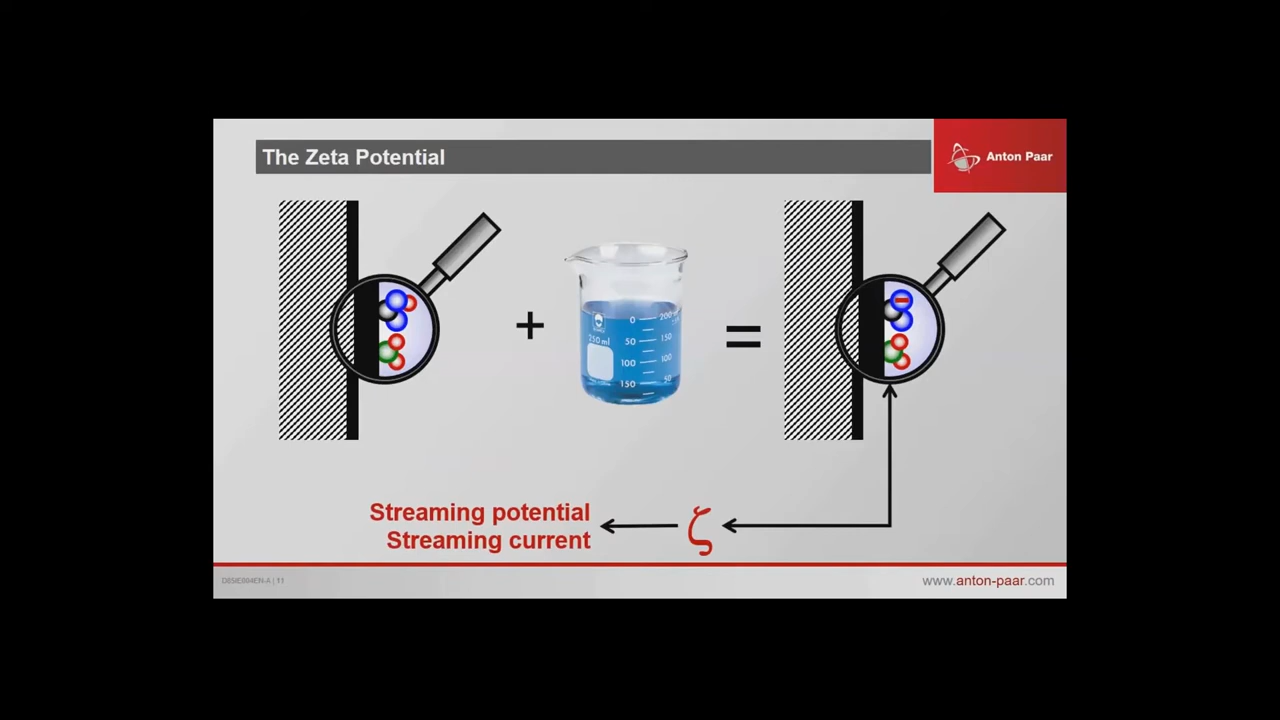 The Zeta Potential
Anton Paar
+
=
250 ml
0
50
100
150
200
150
100
50
Streaming potential
Streaming current
ζ
www.anton-paar.com